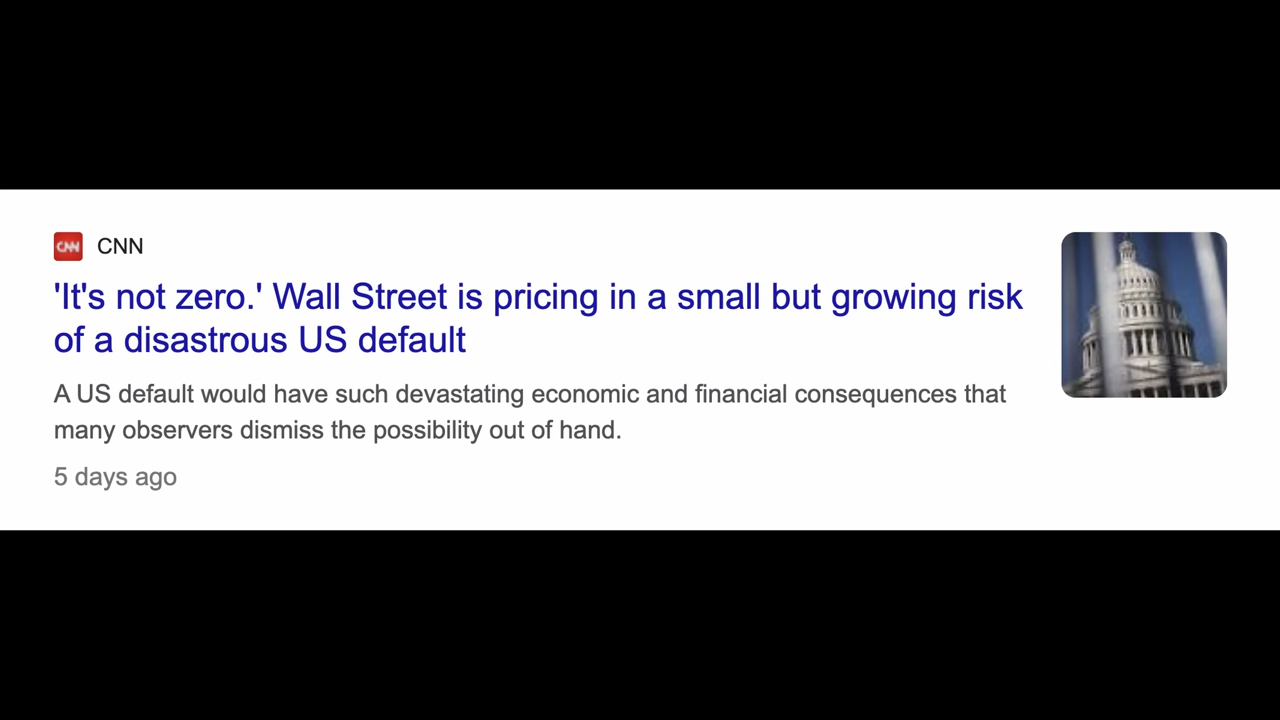 CNN CNN
'It's not zero.' Wall Street is pricing in a small but growing risk
of a disastrous US default
A US default would have such devastating economic and financial consequences that
many observers dismiss the possibility out of hand.
5 days ago